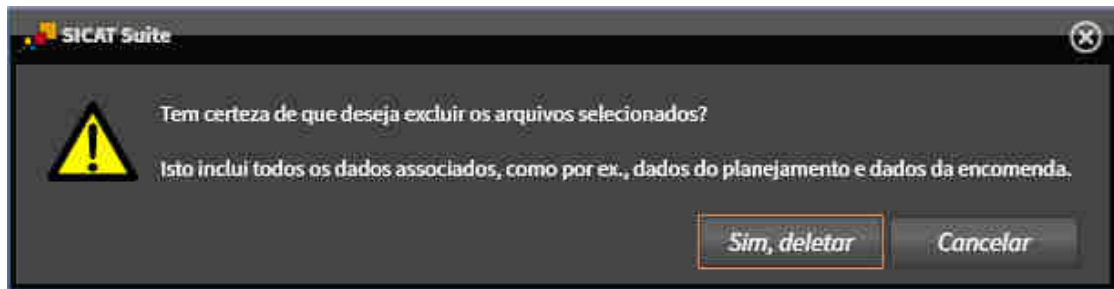 SICAT Suite
Tem certeza de que deseja excluir os arquivos selecionados?
Isto inclui todos os dados associados, como por ex., dados do planejamento e dados da encomenda.
Sim, deletar Cancelar